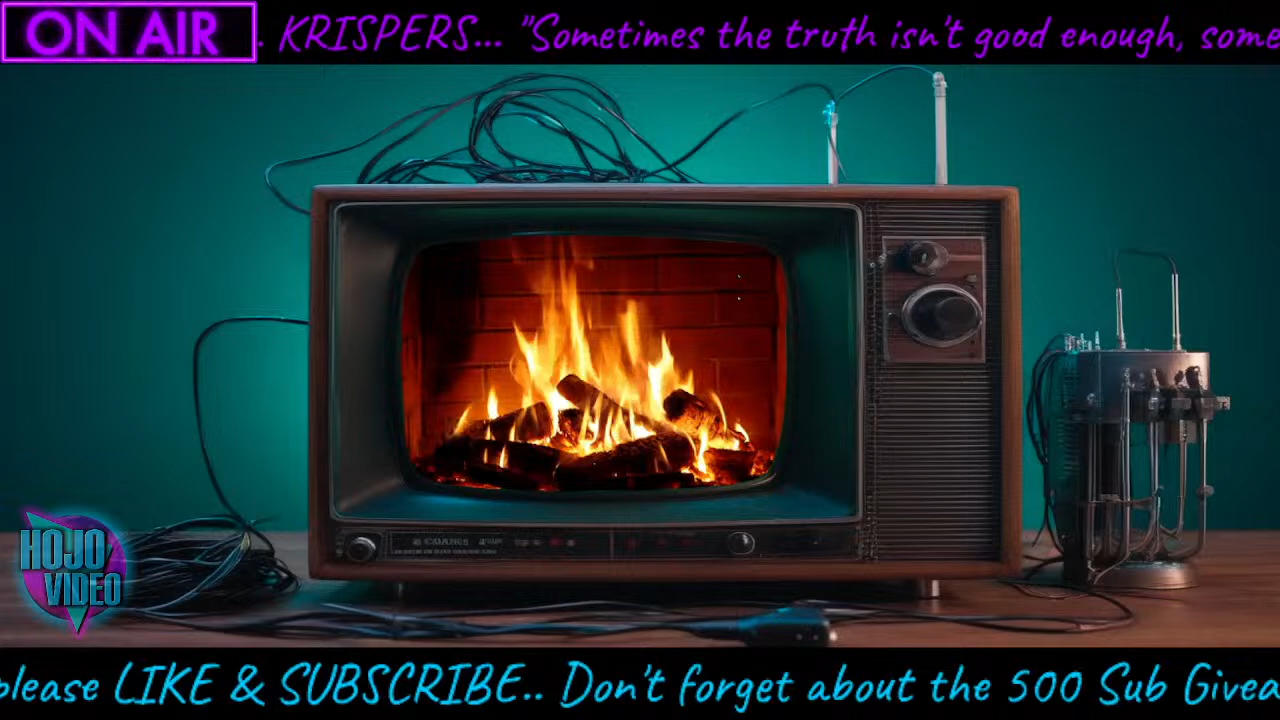 ON AIR
. KRISPERS... "Sometimes the truth isn't good enough, some
HOJO
VIDEO
please LIKE & SUBSCRIBE.. Don't forget about the 500 Sub Givea